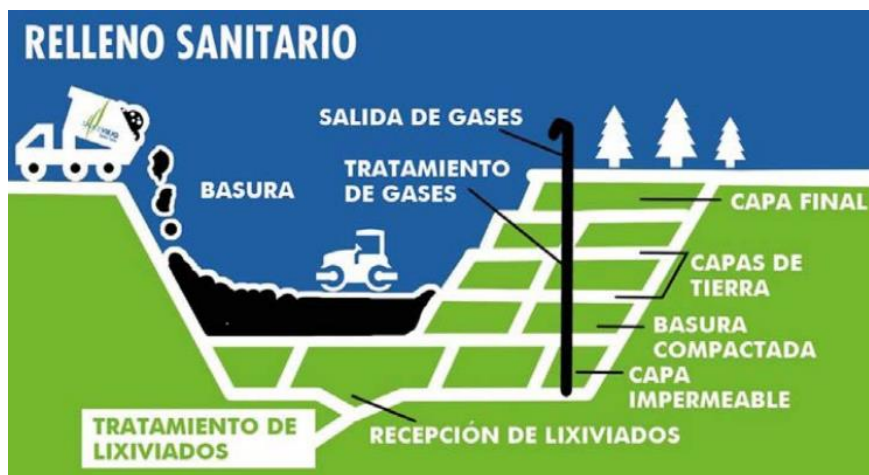 RELLENO SANITARIO
SALIDA DE GASES
TRATAMIENTO
DE GASES
BASURA
CAPA FINAL
CAPAS DE
TIERRA
BASURA
COMPACTADA
CAPA
IMPERMEABLE
RECEPCIÓN DE LIXIVIADOS
TRATAMIENTO DE
LIXIVIADOS